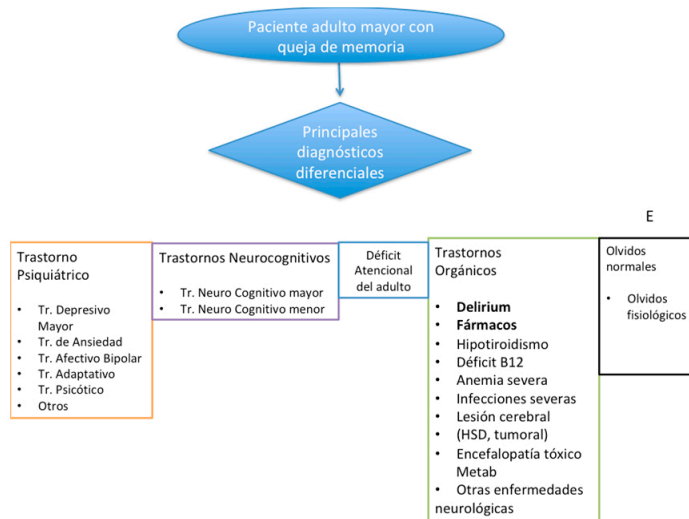 Paciente adulto mayor con
queja de memoria
Principales
diagnósticos
diferenciales
E
Trastorno
Psiquiátrico
• Tr. Depresivo
Mayor
• Tr. de Ansiedad
• Tr. Afectivo Bipolar
• Tr. Adaptativo
• Tr. Psicótico
• Otros
Trastornos Neurocognitivos
• Tr. Neuro Cognitivo mayor
• Tr. Neuro Cognitivo menor
Déficit
Atencional
del adulto
Trastornos
Orgánicos
• Delirium
• Fármacos
• Hipotiroidismo
• Déficit B12
• Anemia severa
• Infecciones severas
• Lesión cerebral
• (HSD, tumoral)
• Encefalopatía tóxico
Metab
• Otras enfermedades
neurológicas
Olvidos
normales
• Olvidos
fisiológicos